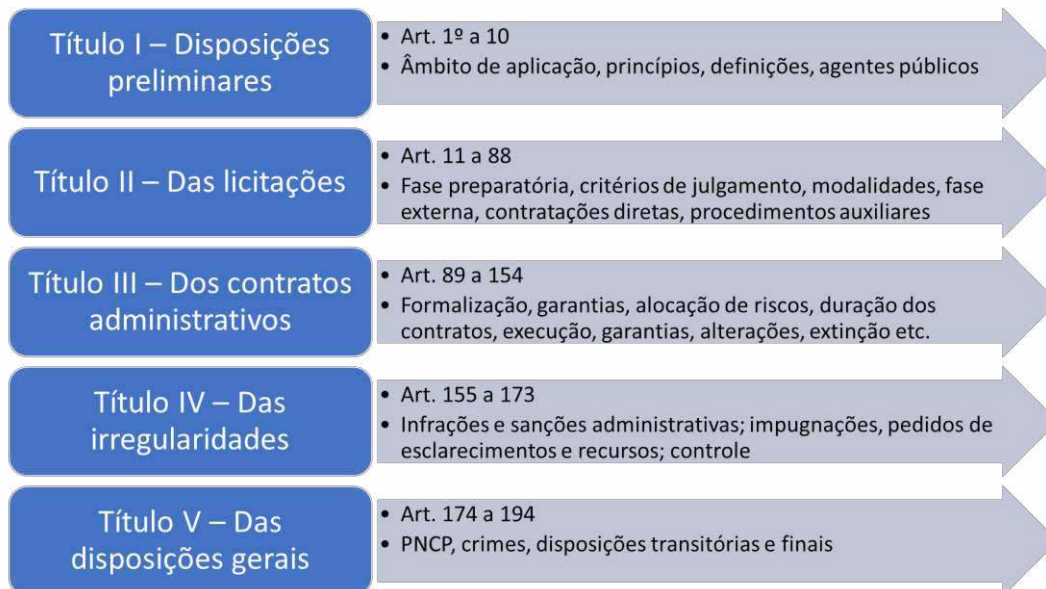 Título I – Disposições
preliminares
• Art. 1º a 10
• Âmbito de aplicação, princípios, definições, agentes públicos
Título II – Das licitações
• Art. 11 a 88
• Fase preparatória, critérios de julgamento, modalidades, fase
externa, contratações diretas, procedimentos auxiliares
Título III – Dos contratos
administrativos
• Art. 89 a 154
• Formalização, garantias, alocação de riscos, duração dos
contratos, execução, garantias, alterações, extinção etc.
Título IV – Das
irregularidades
• Art. 155 a 173
• Infrações e sanções administrativas; impugnações, pedidos de
esclarecimentos e recursos; controle
Título V – Das
disposições gerais
• Art. 174 a 194
• PNCP, crimes, disposições transitórias e finais